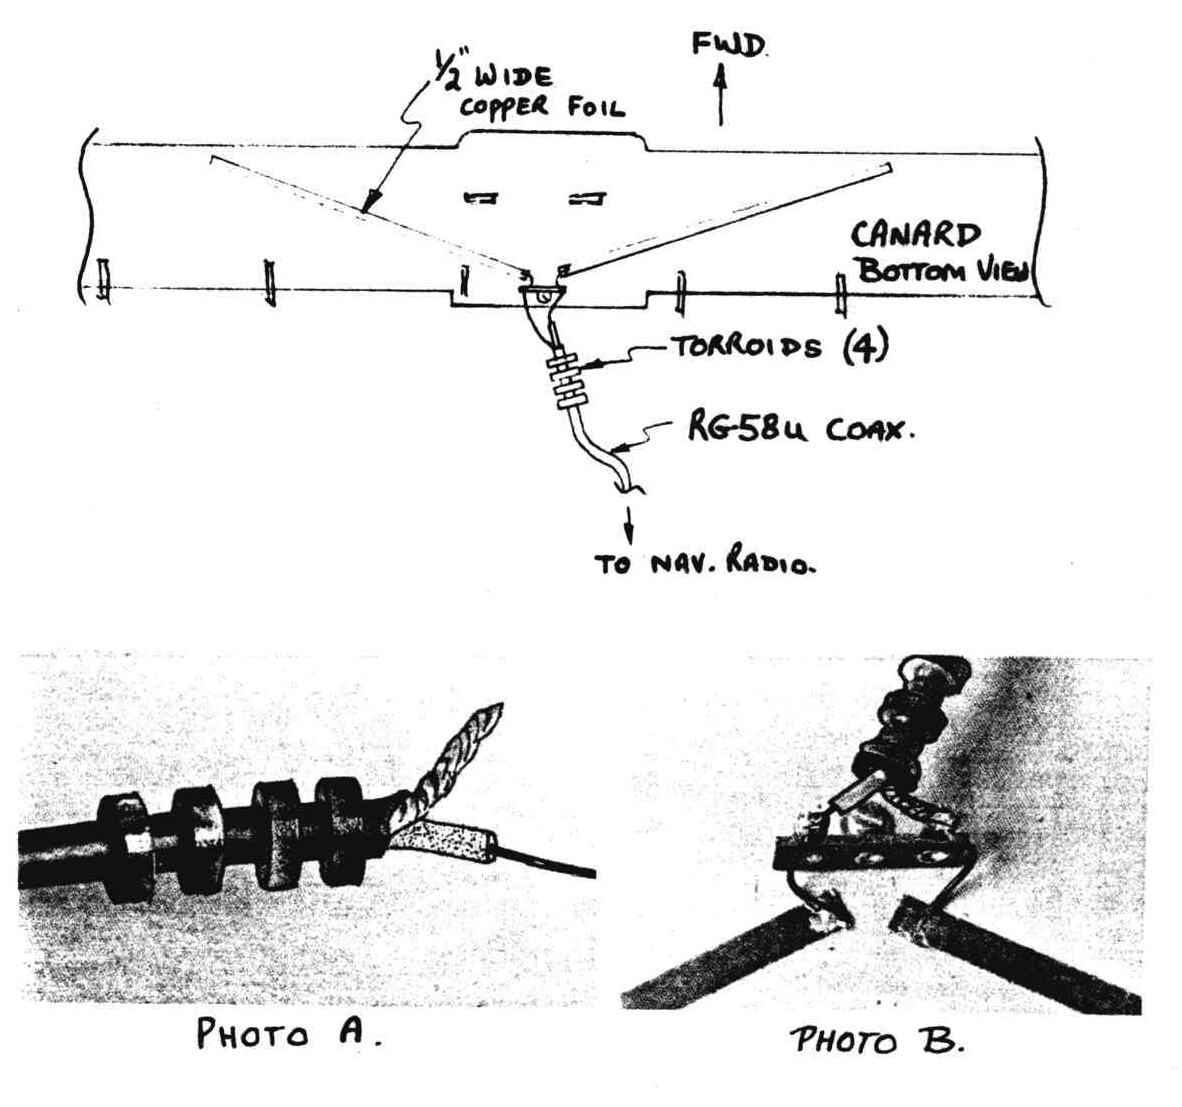 FWD.
1/2" WIDE
COPPER FOIL
CANARD
BOTTOM VIEW
TORROIDS (4)
RG-58U COAX.
TO NAV. RADIO.
PHOTO A.
PHOTO B.